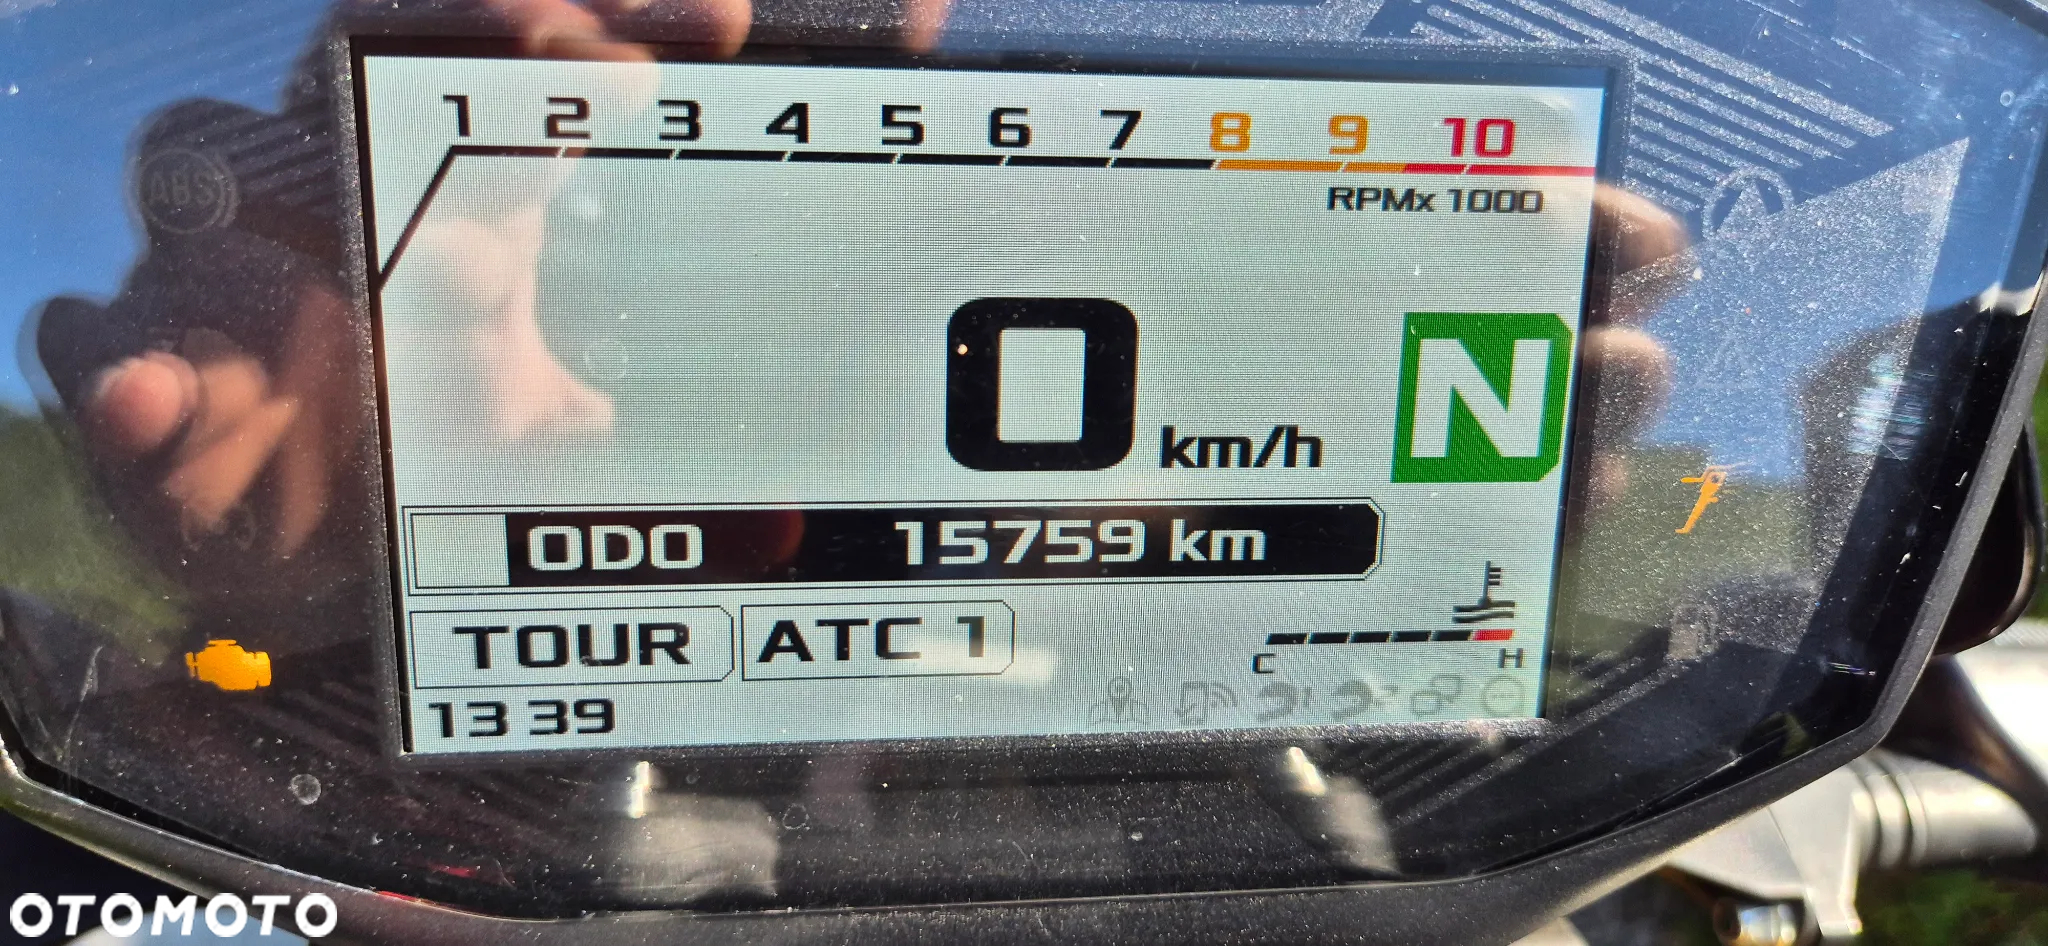 1 2 3 4 5 6 7 8 9 10
RPMx 1000
ABS
0 km/h N
ODO 15759 km
TOUR ATC 1
C H
13 39
OTOMOTO